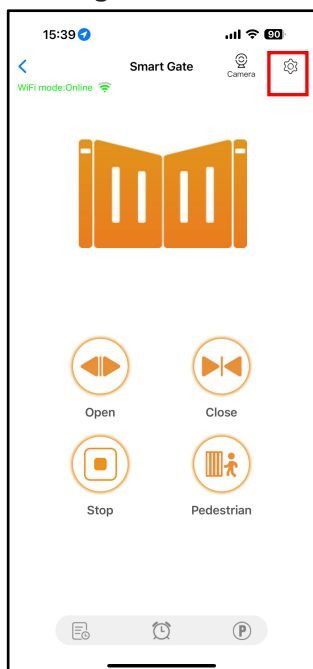 15:39
90
Smart Gate
Camera
WiFi mode:Online
Open
Close
Stop
Pedestrian
P